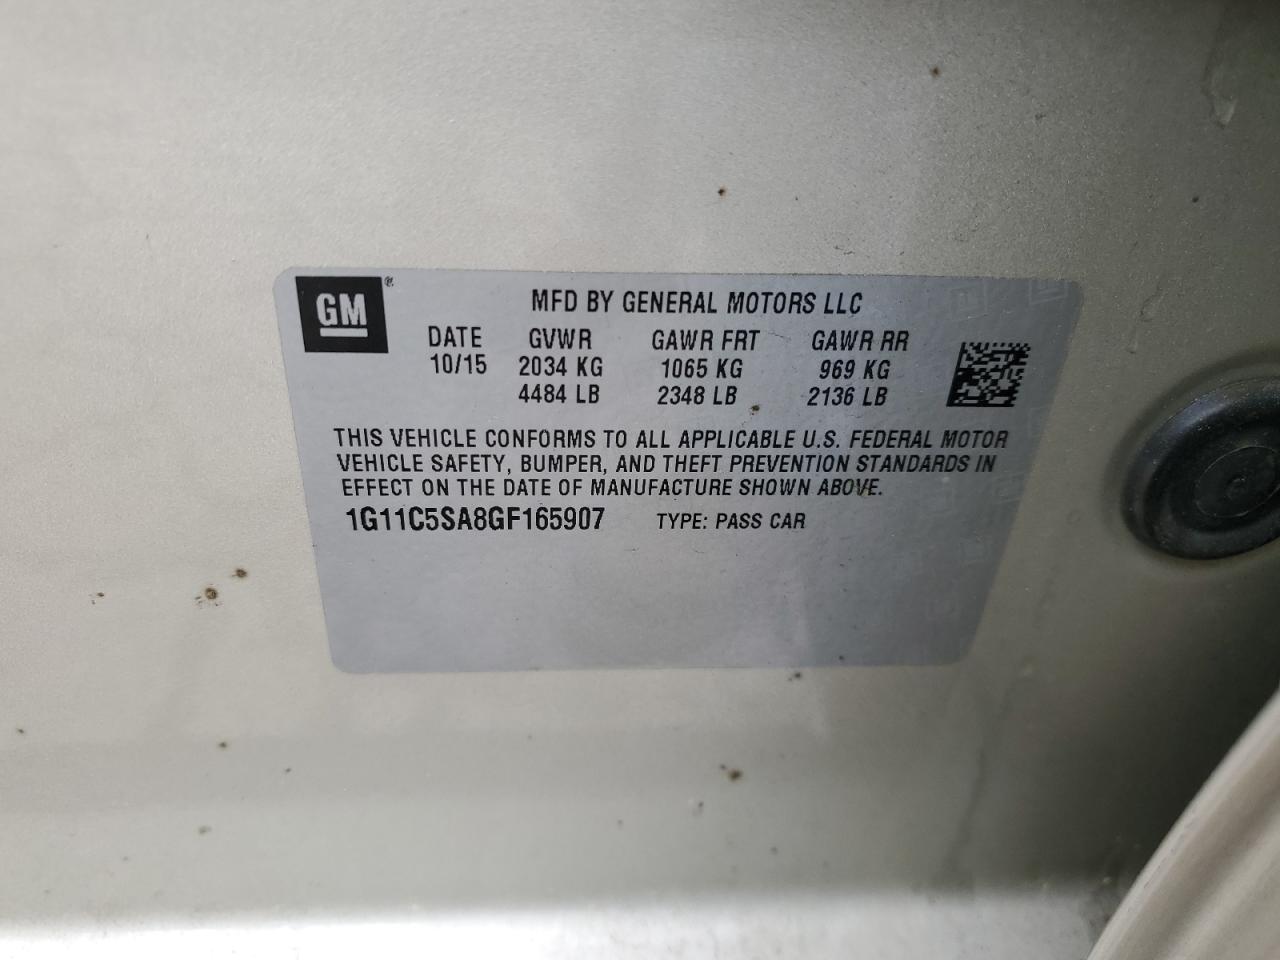 GM®
MFD BY GENERAL MOTORS LLC
DATE GVWR GAWR FRT GAWR RR
10/15 2034 KG 1065 KG 969 KG
4484 LB 2348 LB 2136 LB
THIS VEHICLE CONFORMS TO ALL APPLICABLE U.S. FEDERAL MOTOR
VEHICLE SAFETY, BUMPER, AND THEFT PREVENTION STANDARDS IN
EFFECT ON THE DATE OF MANUFACTURE SHOWN ABOVE.
1G11C5SA8GF165907 TYPE: PASS CAR